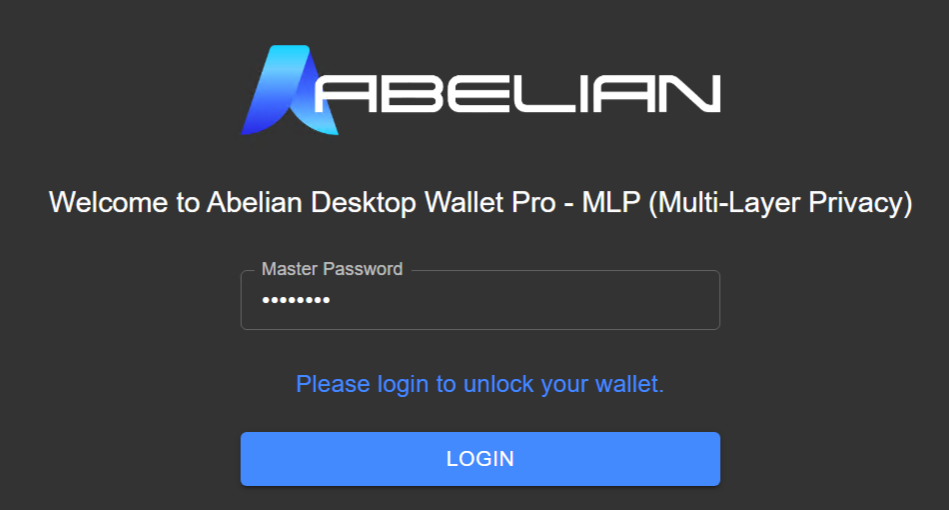 ABELIAN
Welcome to Abelian Desktop Wallet Pro - MLP (Multi-Layer Privacy)
Master Password
••••••••
Please login to unlock your wallet.
LOGIN